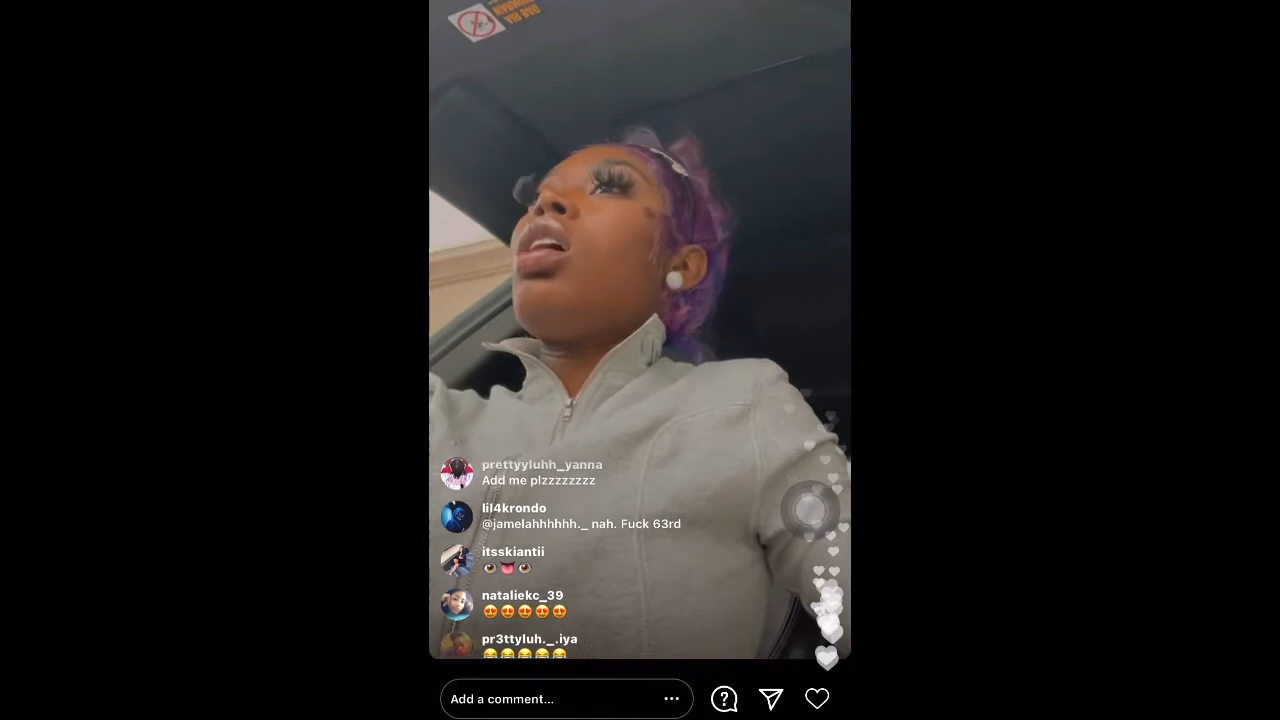 prettyyluhh_yanna
Add me plzzzzzzzz
lil4krondo
@jamelahhhhhh._ nah. Fuck 63rd
itsskiantii
👁👅👁
nataliekc_39
😍😍😍😍😍
pr3ttyluh._.iya
😂😂😂😂😂
Add a comment...